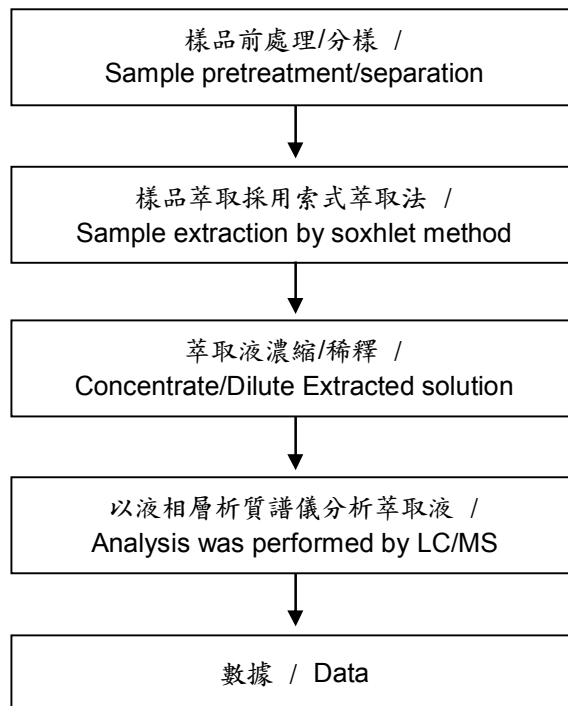 樣品前處理/分樣 /
Sample pretreatment/separation
樣品萃取採用索式萃取法 /
Sample extraction by soxhlet method
萃取液濃縮/稀釋 /
Concentrate/Dilute Extracted solution
以液相層析質譜儀分析萃取液 /
Analysis was performed by LC/MS
數據 / Data